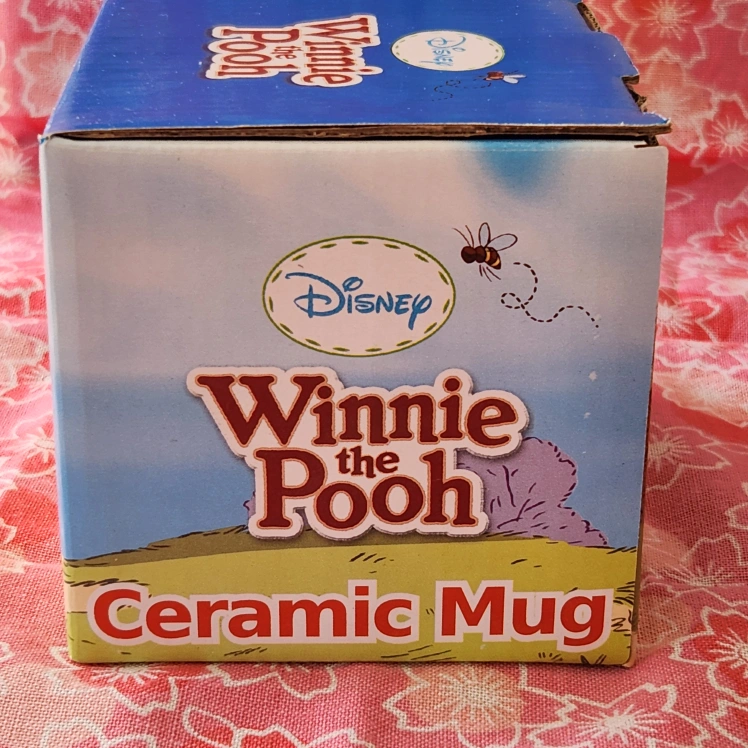 Winnie
the
Pooh
Disney
Disney
Winnie
the
Pooh
Ceramic Mug